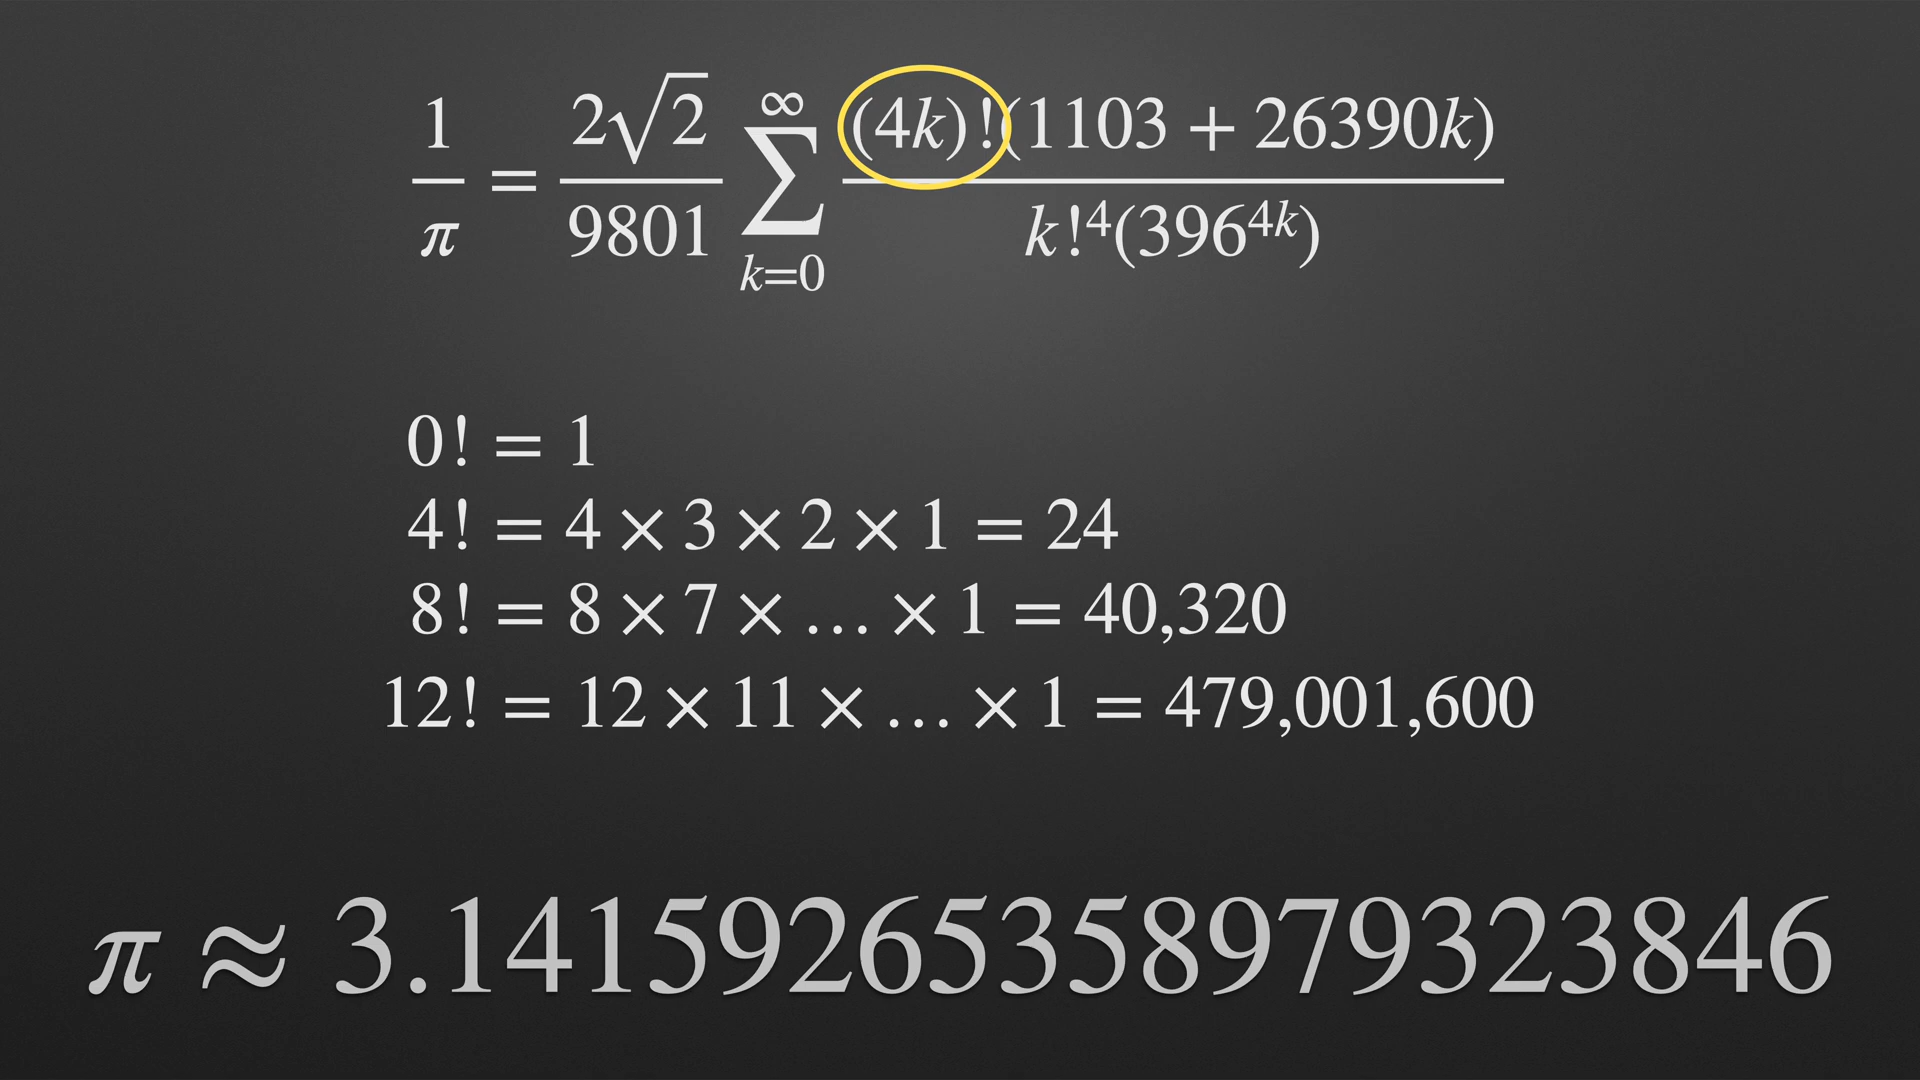 1/π = 2√2/9801 ∑_{k=0}^{∞} (4k)!(1103 + 26390k)/k!⁴(396^{4k})
0! = 1
4! = 4 × 3 × 2 × 1 = 24
8! = 8 × 7 × … × 1 = 40,320
12! = 12 × 11 × … × 1 = 479,001,600
π ≈ 3.14159265358979323846